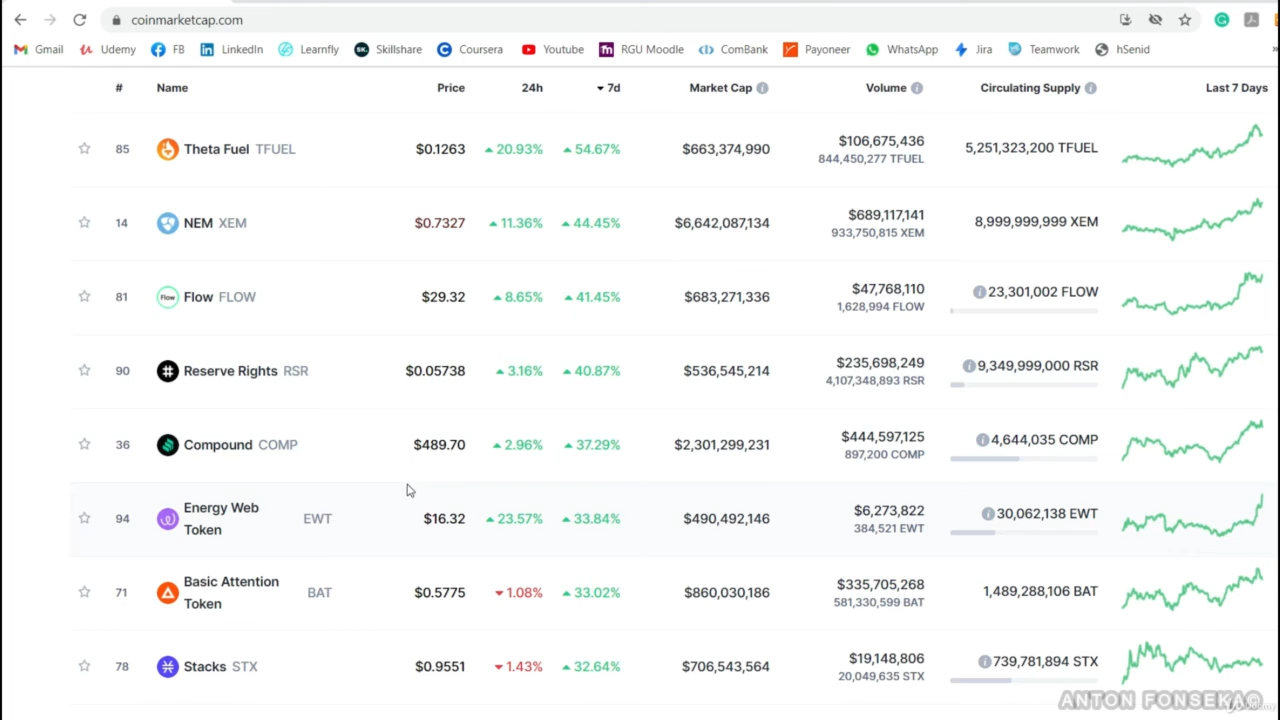 coinmarketcap.com
Gmail Udemy FB LinkedIn Learnfly Skillshare Coursera Youtube RGU Moodle ComBank Payoneer WhatsApp Jira Teamwork hSenid »
# Name Price 24h 7d Market Cap Volume Circulating Supply Last 7 Days
85 Theta Fuel TFUEL $0.1263 20.93% 54.67% $663,374,990 $106,675,436 5,251,323,200 TFUEL
844,450,277 TFUEL
14 NEM XEM $0.7327 11.36% 44.45% $6,642,087,134 $689,117,141 8,999,999,999 XEM
933,750,815 XEM
81 Flow FLOW $29.32 8.65% 41.45% $683,271,336 $47,768,110 23,301,002 FLOW
1,628,994 FLOW
90 Reserve Rights RSR $0.05738 3.16% 40.87% $536,545,214 $235,698,249 9,349,999,000 RSR
4,107,348,893 RSR
36 Compound COMP $489.70 2.96% 37.29% $2,301,299,231 $444,597,125 4,644,035 COMP
897,200 COMP
94 Energy Web EWT $16.32 23.57% 33.84% $490,492,146 $6,273,822 30,062,138 EWT
Token 384,521 EWT
71 Basic Attention BAT $0.5775 1.08% 33.02% $860,030,186 $335,705,268 1,489,288,106 BAT
Token 581,330,599 BAT
78 Stacks STX $0.9551 1.43% 32.64% $706,543,564 $19,148,806 739,781,894 STX
20,049,635 STX
ANTON FONSEKA©